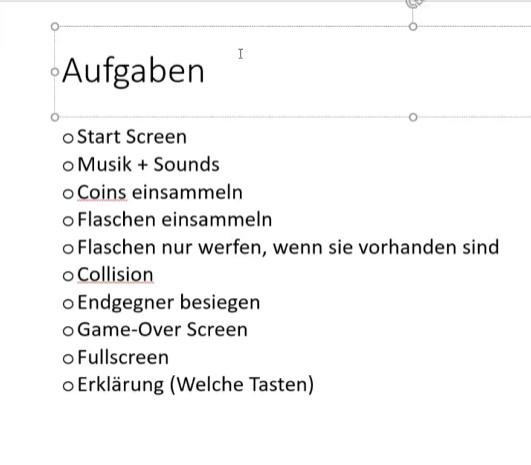 Aufgaben
Start Screen
Musik + Sounds
Coins einsammeln
Flaschen einsammeln
Flaschen nur werfen, wenn sie vorhanden sind
Collision
Endgegner besiegen
Game-Over Screen
Fullscreen
Erklärung (Welche Tasten)